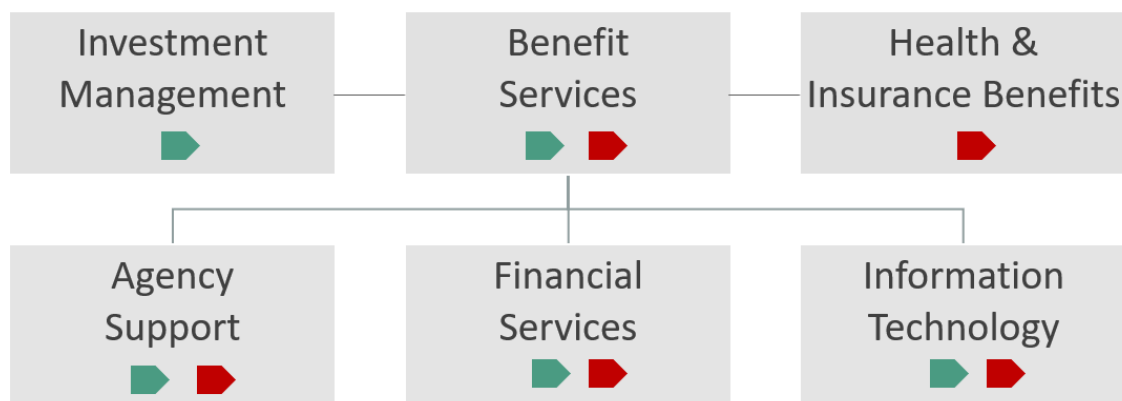 Investment
Management
Benefit
Services
Health &
Insurance Benefits
Agency
Support
Financial
Services
Information
Technology